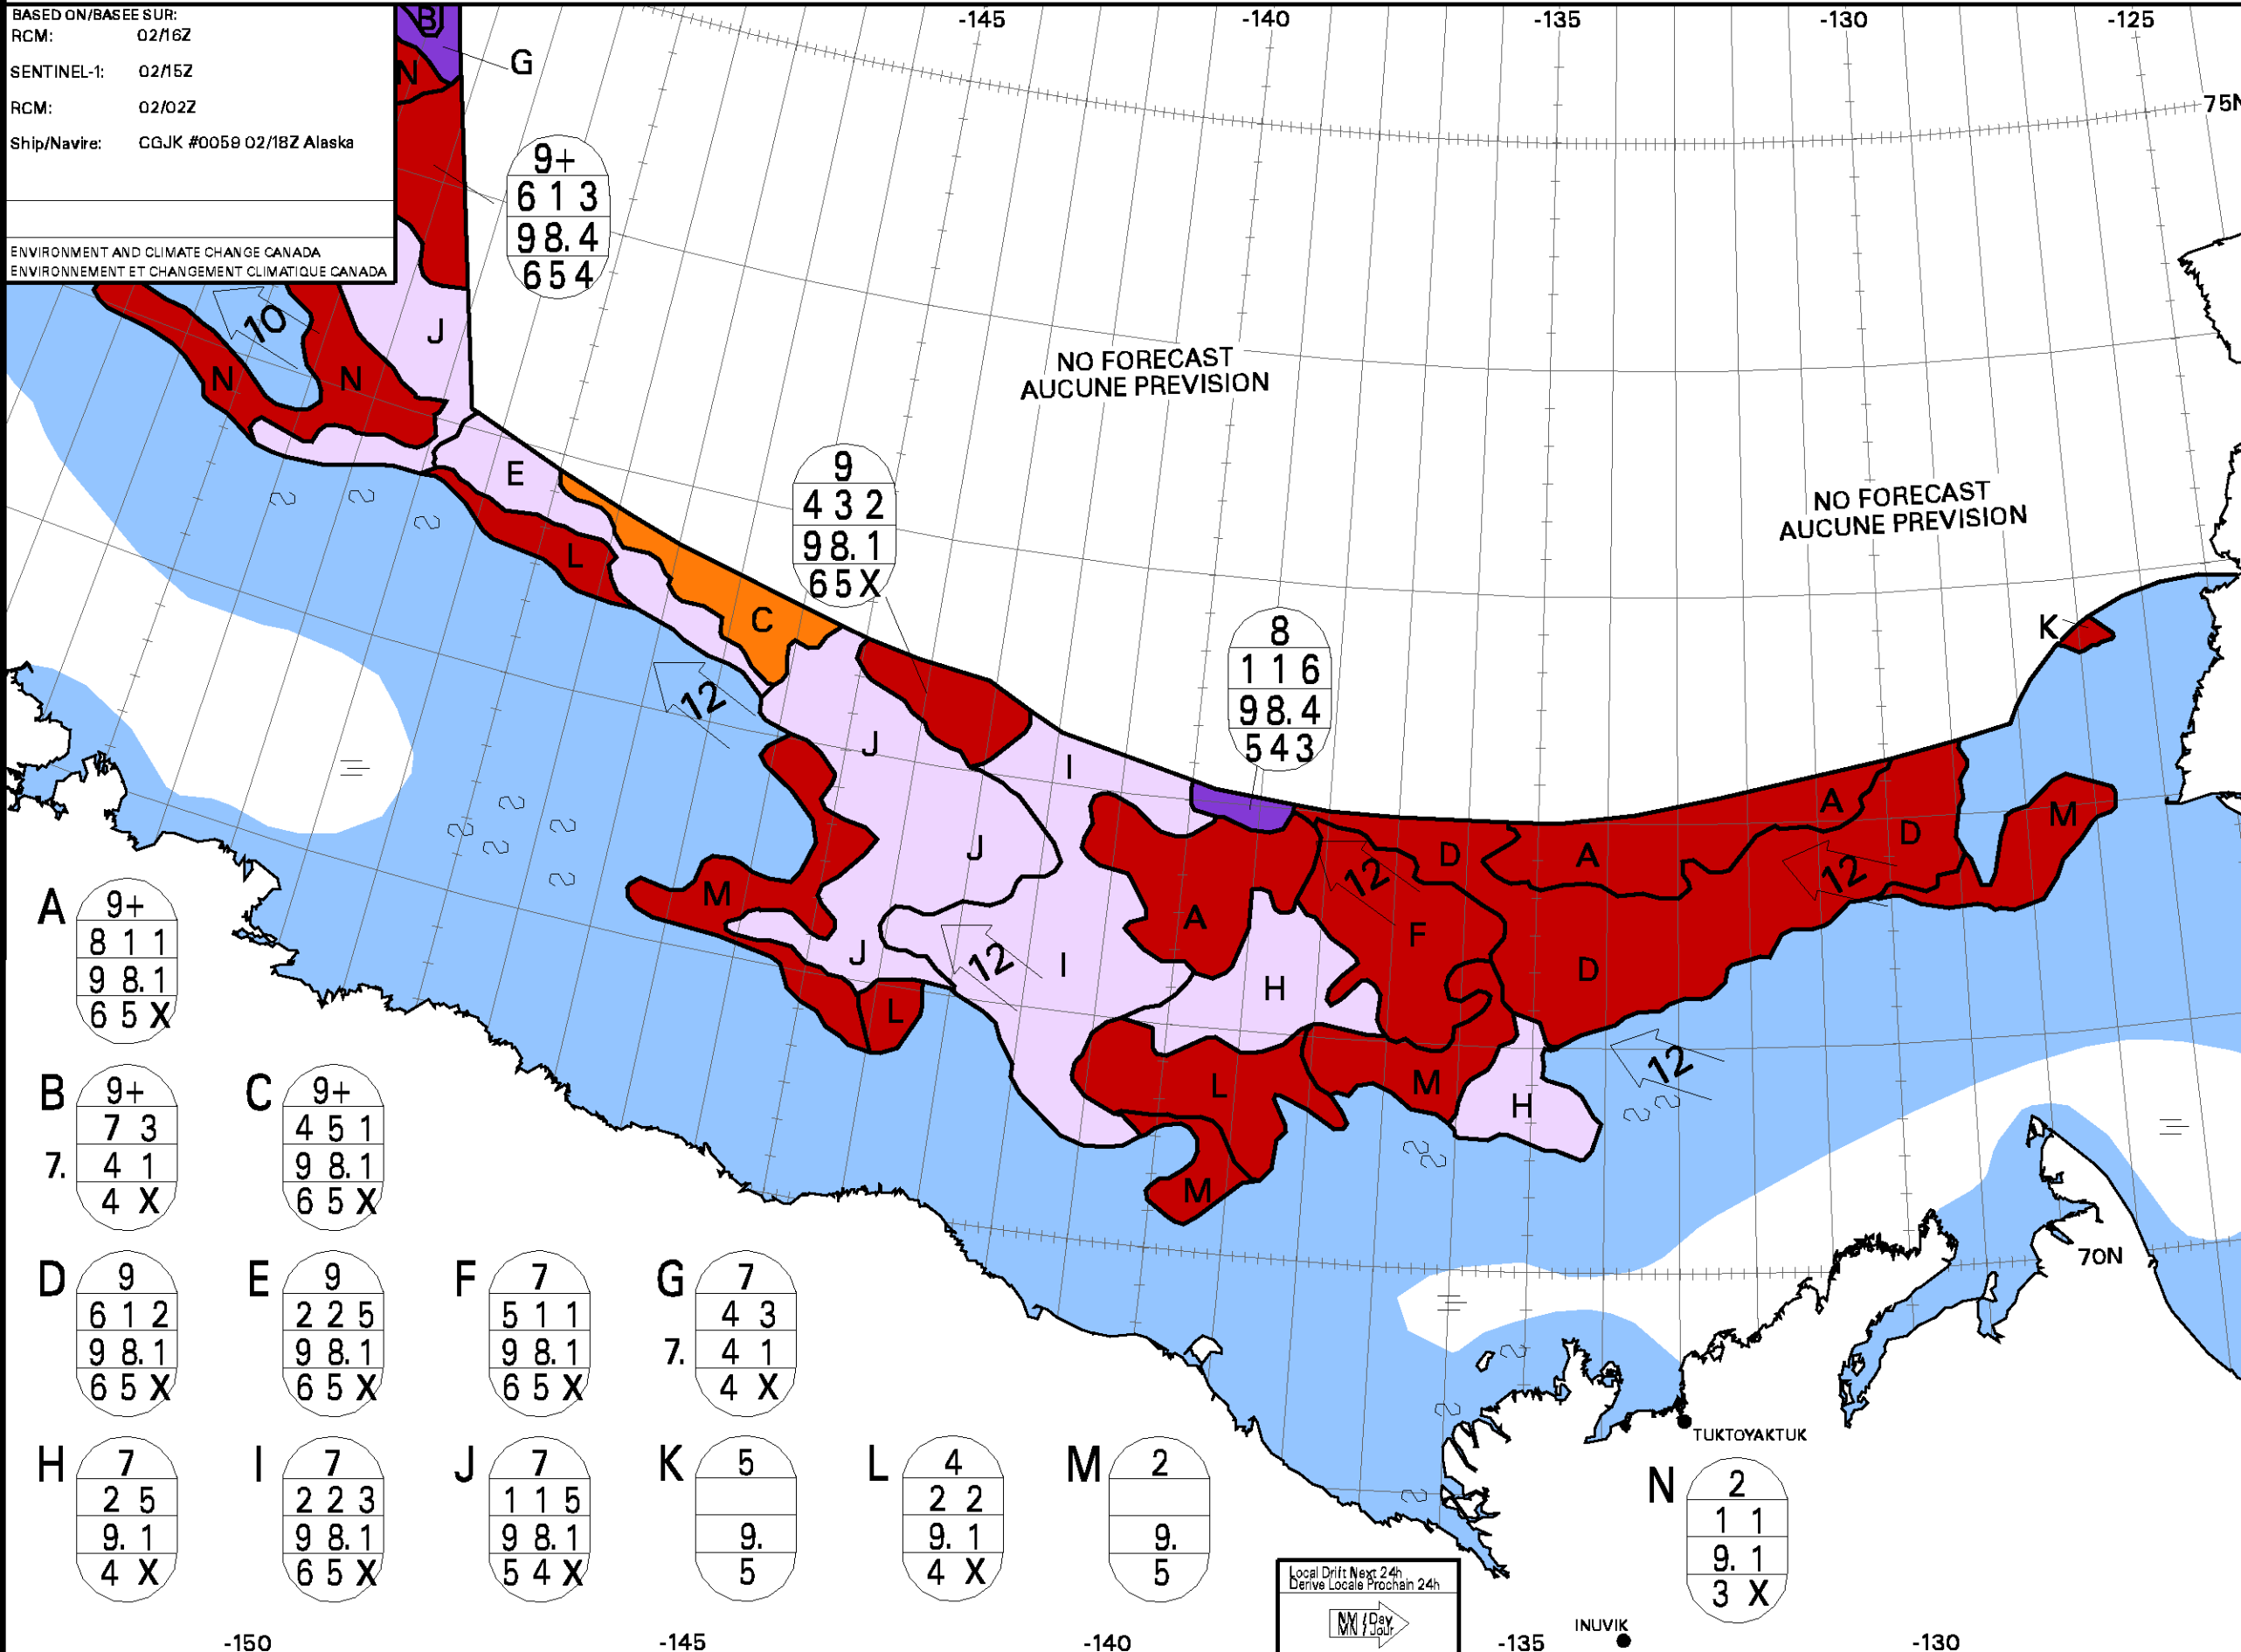 BASED ON/BASEE SUR:
RCM: 02/16Z
SENTINEL-1: 02/15Z
RCM: 02/02Z
Ship/Navire: CGJK #0059 02/18Z Alaska
ENVIRONMENT AND CLIMATE CHANGE CANADA
ENVIRONNEMENT ET CHANGEMENT CLIMATIQUE CANADA
-145 -140 -135 -130 -125
75N
B
G
N
9+
6 1 3
9 8. 4
6 5 4
J
10
N
N
NO FORECAST
AUCUNE PREVISION
E
9
4 3 2
9 8. 1
6 5 X
NO FORECAST
AUCUNE PREVISION
L
C
8
1 1 6
9 8. 4
5 4 3
K
12
J
I
A
M
D
J
D
A
12
12
M
A
F
J
12
I
D
H
L
12
L
M
H
M
70N
A
9+
8 1 1
9 8. 1
6 5 X
B
9+
7 3
7. 4 1
4 X
C
9+
4 5 1
9 8. 1
6 5 X
D
9
6 1 2
9 8. 1
6 5 X
E
9
2 2 5
9 8. 1
6 5 X
F
7
5 1 1
9 8. 1
6 5 X
G
7
4 3
7. 4 1
4 X
H
7
2 5
9. 1
4 X
I
7
2 2 3
9 8. 1
6 5 X
J
7
1 1 5
9 8. 1
5 4 X
K
5
9.
5
L
4
2 2
9. 1
4 X
M
2
9.
5
TUKTOYAKTUK
N
2
1 1
9. 1
3 X
Local Drift Next 24h
Derive Locale Prochain 24h
NM / Day
MN / Jour
INUVIK
-150 -145 -140 -135 -130